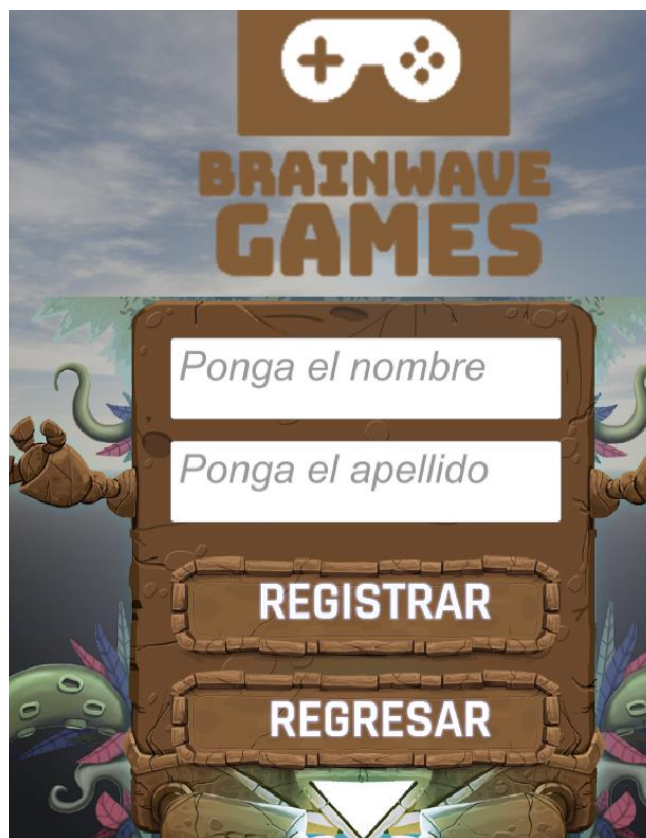 BRAINWAVE
GAMES
Ponga el nombre
Ponga el apellido
REGISTRAR
REGRESAR